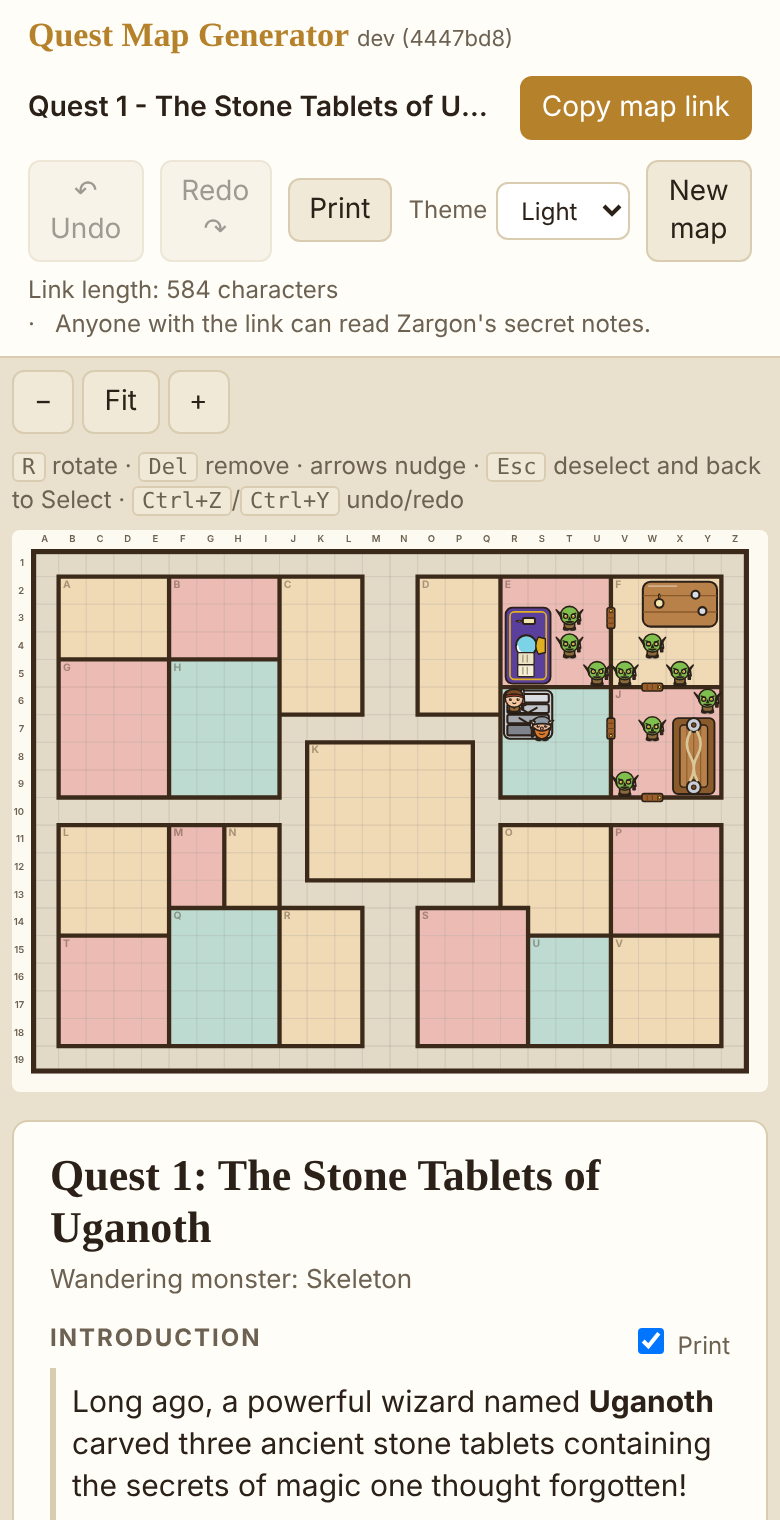 Quest Map Generator dev (4447bd8)
Quest 1 - The Stone Tablets of U...
Copy map link
↶
Undo
Redo
↷
Print
Theme
Light
New
map
Link length: 584 characters
· Anyone with the link can read Zargon's secret notes.
−
Fit
+
R rotate · Del remove · arrows nudge · Esc deselect and back
to Select · Ctrl+Z/Ctrl+Y undo/redo
A B C D E F G H I J K L M N O P Q R S T U V W X Y Z
1
2
A B C D E F
3
4
5
G H
6
J
7
8
K
9
10
11
L M N O P
12
13
14
Q R S
15
T U V
16
17
18
19
Quest 1: The Stone Tablets of
Uganoth
Wandering monster: Skeleton
INTRODUCTION
Print
Long ago, a powerful wizard named Uganoth
carved three ancient stone tablets containing
the secrets of magic one thought forgotten!